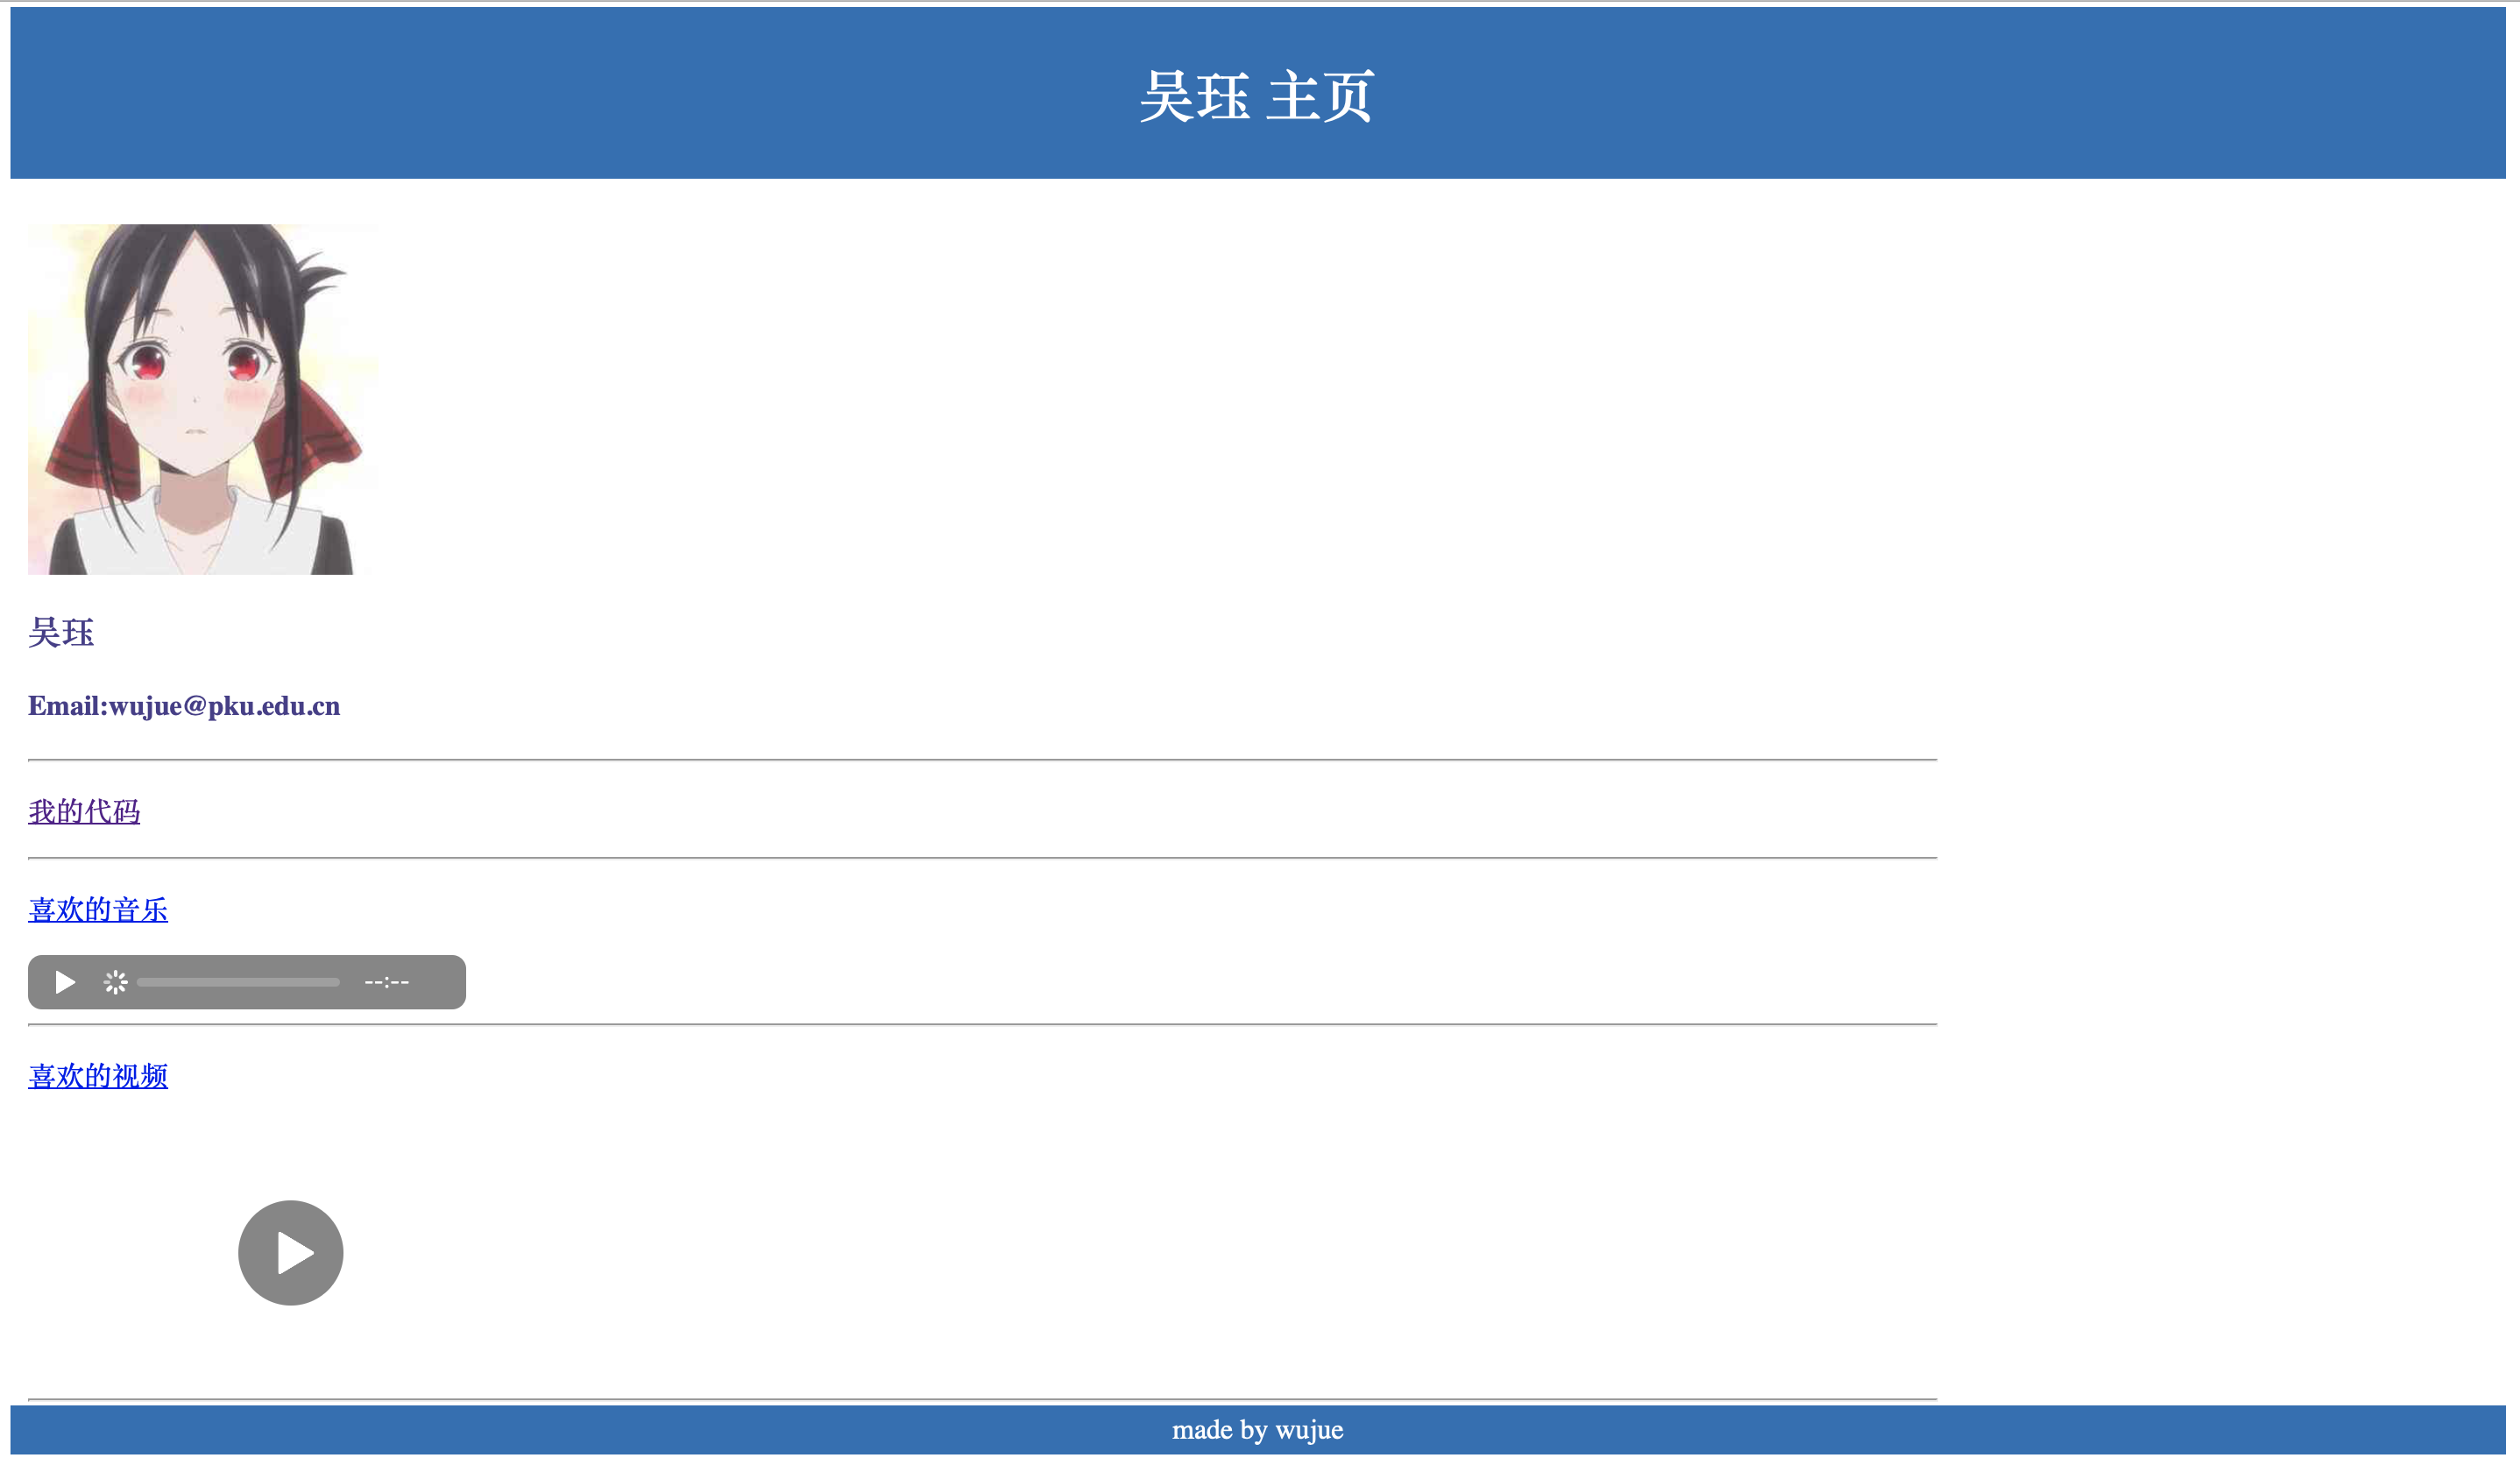 吴珏 主页
吴珏
Email:wujue@pku.edu.cn
我的代码
喜欢的音乐
--:--
喜欢的视频
made by wujue